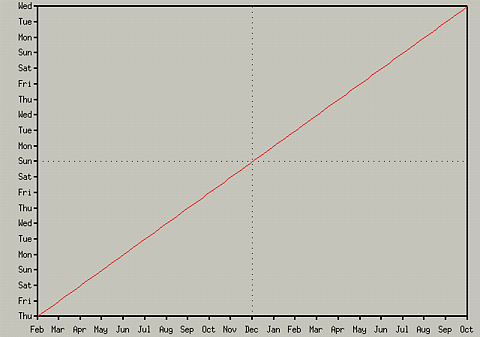 Wed
Tue
Mon
Sun
Sat
Fri
Thu
Wed
Tue
Mon
Sun
Sat
Fri
Thu
Wed
Tue
Mon
Sun
Sat
Fri
Thu
Feb Mar Apr May Jun Jul Aug Sep Oct Nov Dec Jan Feb Mar Apr May Jun Jul Aug Sep Oct